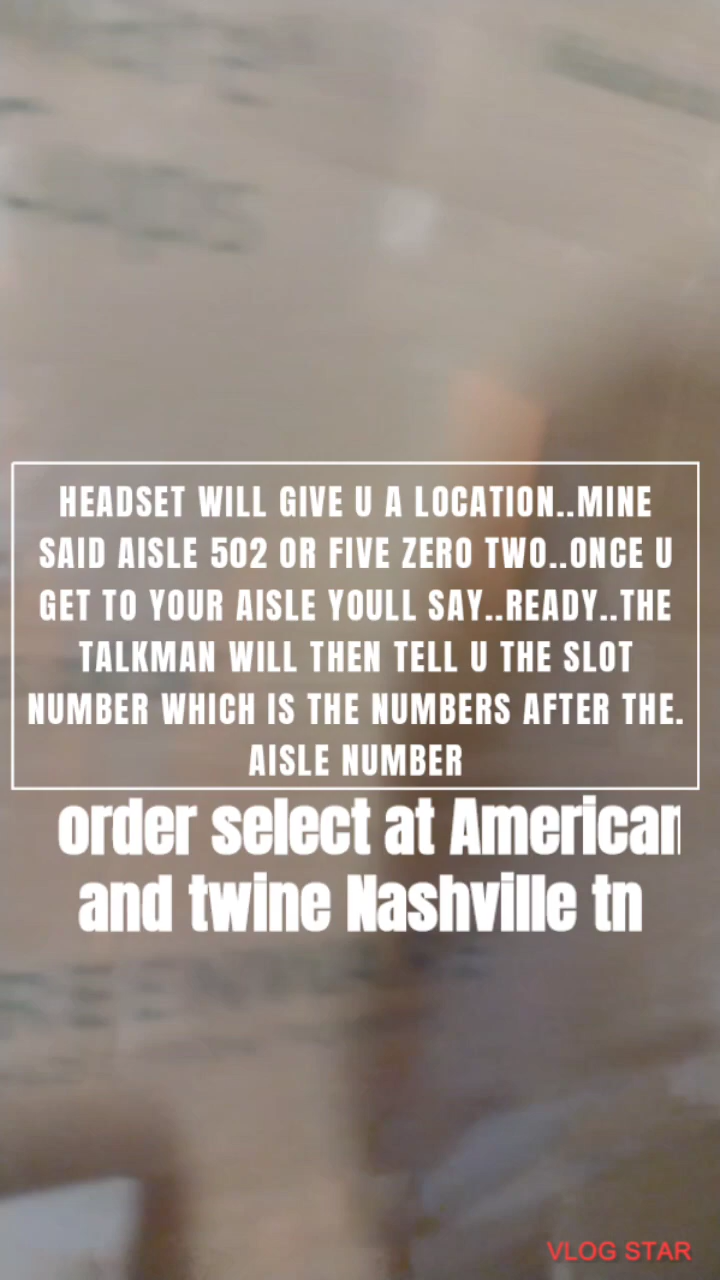 HEADSET WILL GIVE U A LOCATION..MINE
SAID AISLE 502 OR FIVE ZERO TWO..ONCE U
GET TO YOUR AISLE YOULL SAY..READY..THE
TALKMAN WILL THEN TELL U THE SLOT
NUMBER WHICH IS THE NUMBERS AFTER THE.
AISLE NUMBER
order select at American
and twine Nashville tn
VLOG STAR